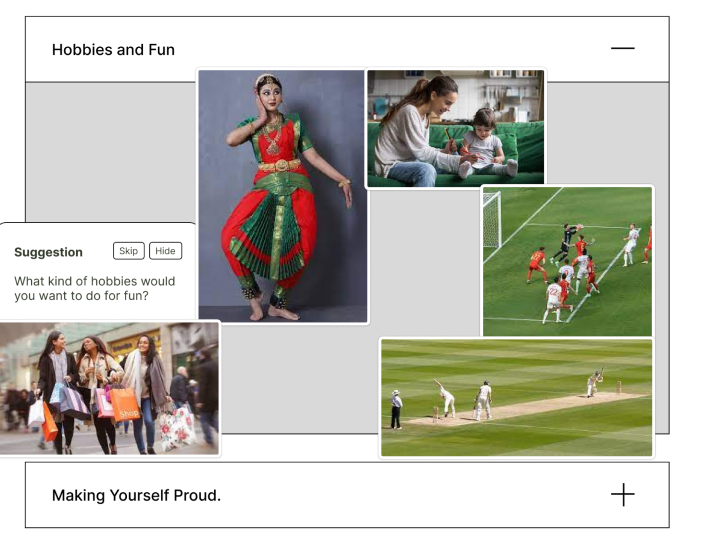 Hobbies and Fun
Suggestion
Skip
Hide
What kind of hobbies would
you want to do for fun?
Shop
22
Making Yourself Proud.